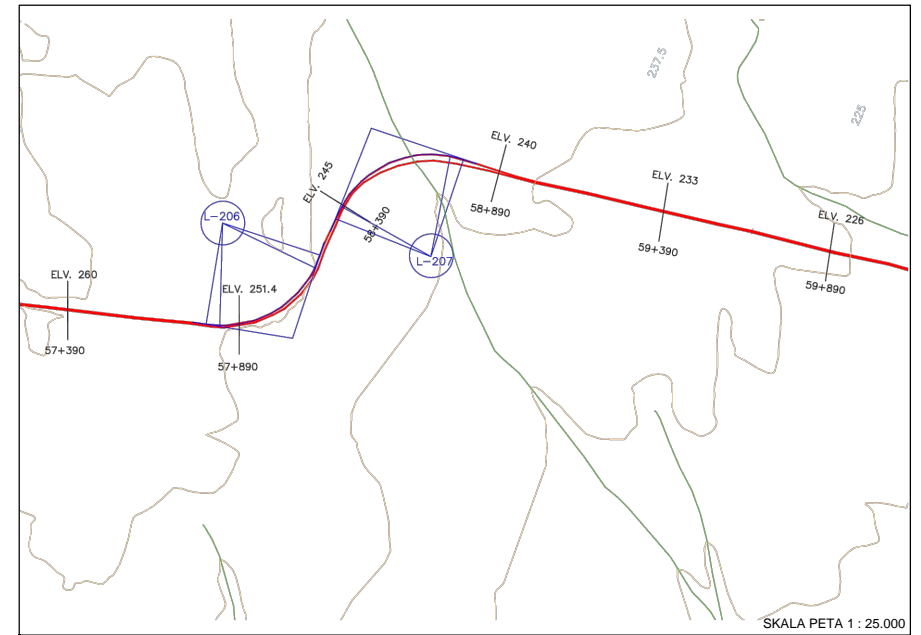 237.5
225
ELV. 240
ELV. 233
ELV. 226
ELV. 245
L-206
58+390
58+890
59+390
59+890
L-207
ELV. 260
ELV. 251.4
57+390
57+890
SKALA PETA 1 : 25.000